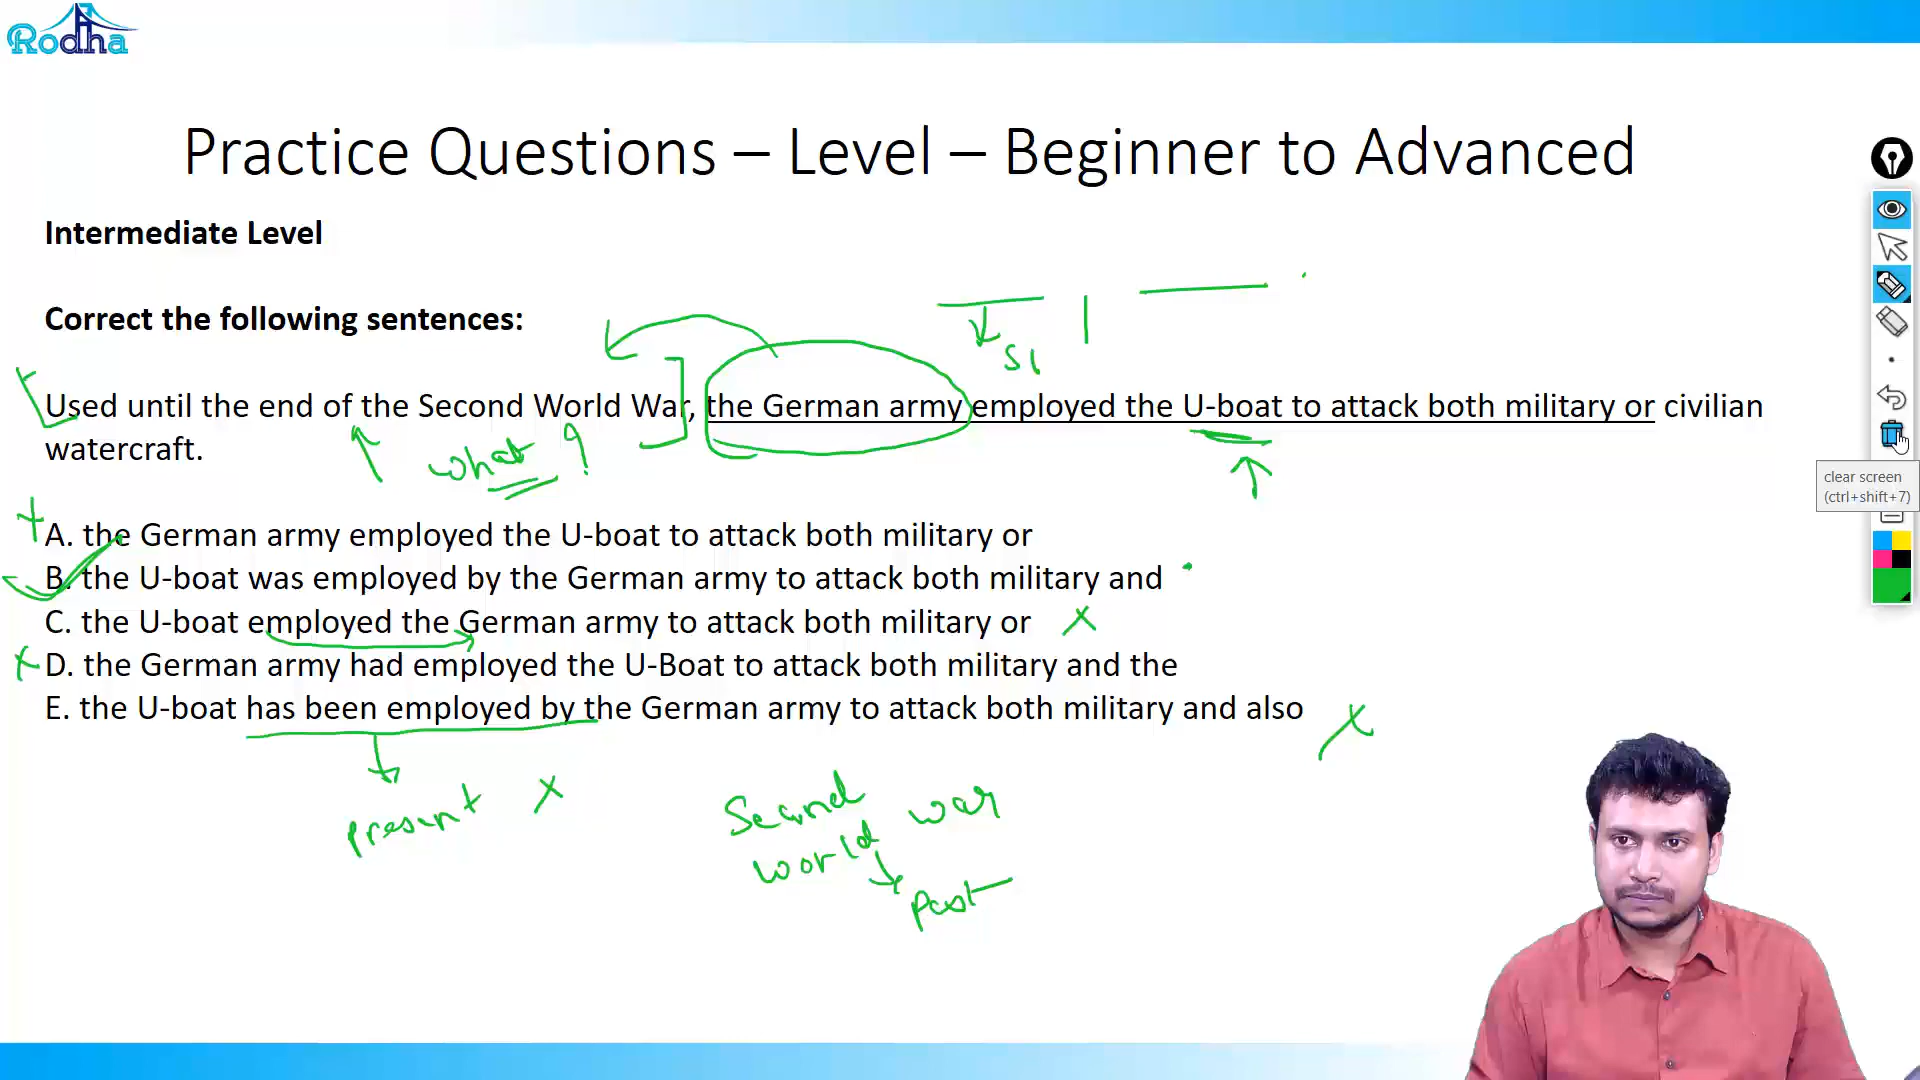 Rodha
Practice Questions – Level – Beginner to Advanced
Intermediate Level
Correct the following sentences:
S1
Used until the end of the Second World War, the German army employed the U-boat to attack both military or civilian
watercraft.
what ?
clear screen
(ctrl+shift+7)
A. the German army employed the U-boat to attack both military or
B. the U-boat was employed by the German army to attack both military and
C. the U-boat employed the German army to attack both military or
D. the German army had employed the U-Boat to attack both military and the
E. the U-boat has been employed by the German army to attack both military and also
present x
Second war
world
past